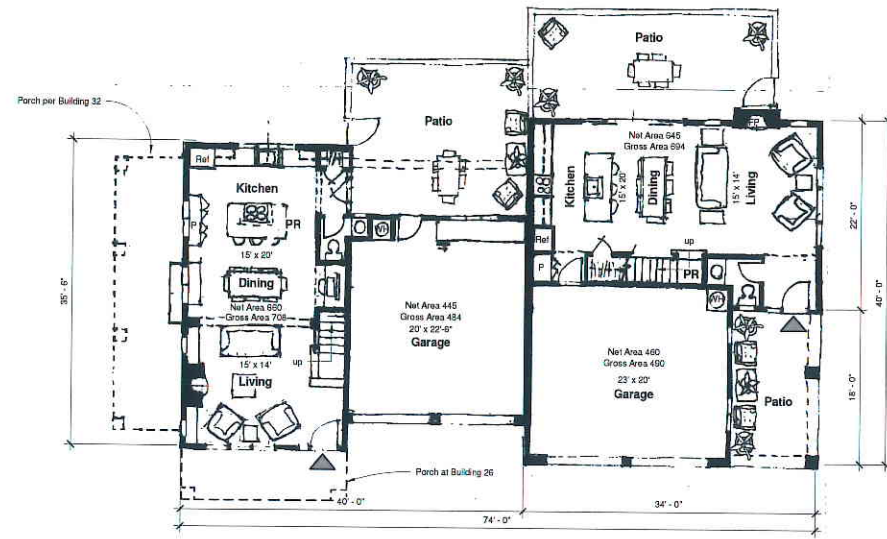 Patio
Porch per Building 32
Patio
FP
Net Area 645
Gross Area 694
Ref
Kitchen
Kitchen
15' x 20'
Dining
15' x 14'
Living
22' - 0"
P
PR
WH
15' x 20'
35' - 6"
Ref
up
P
PR
40' - 0"
Dining
Net Area 660
Gross Area 708
Net Area 445
Gross Area 484
20' x 22'-6"
Garage
WH
up
15' x 14'
Living
Net Area 460
Gross Area 490
23' x 20'
Garage
Patio
18' - 0"
Porch at Building 26
40' - 0"
34' - 0"
74' - 0"